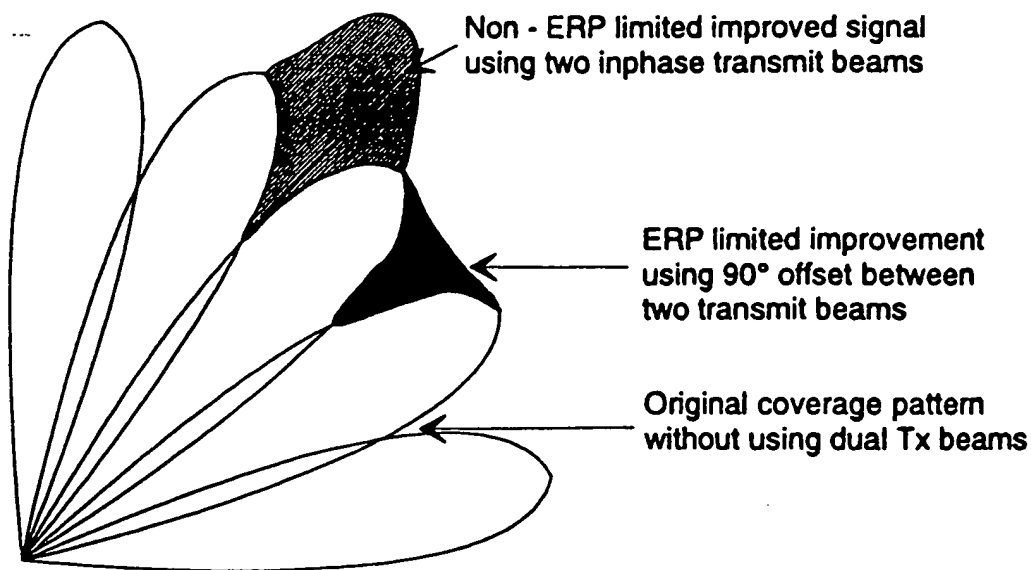 Non - ERP limited improved signal
using two inphase transmit beams
ERP limited improvement
using 90° offset between
two transmit beams
Original coverage pattern
without using dual Tx beams